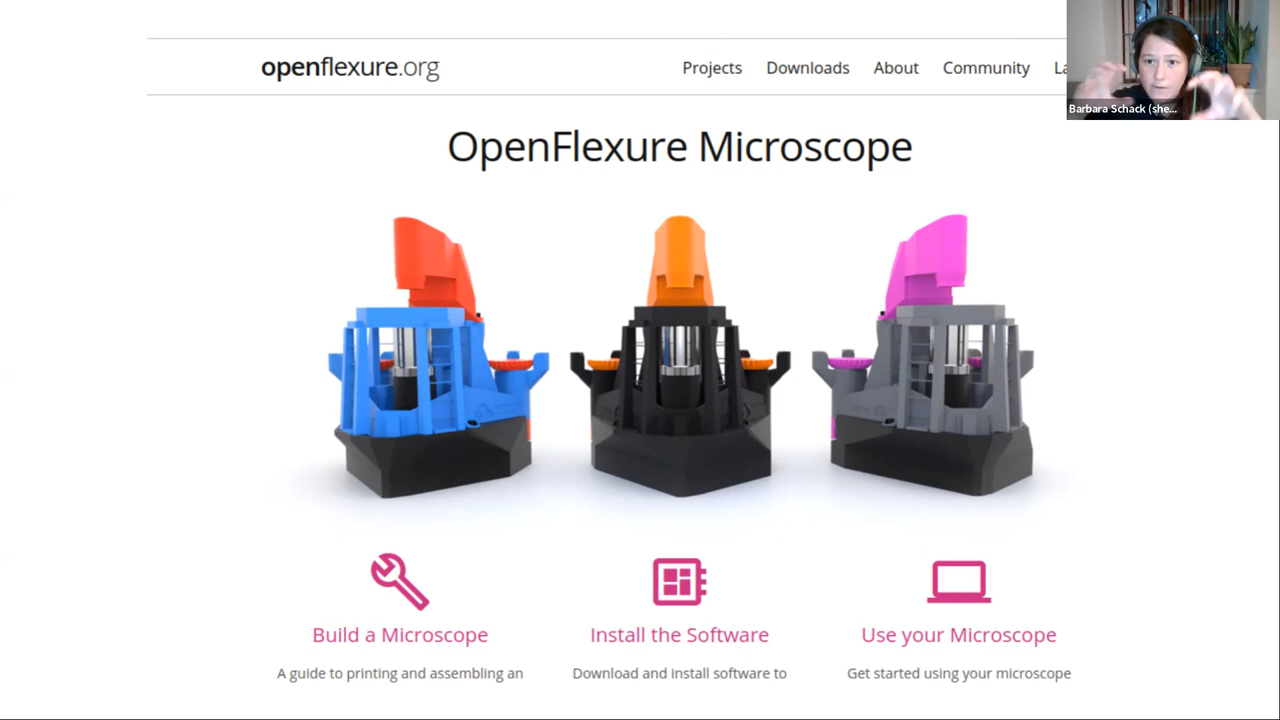 openflexure.org
Projects Downloads About Community La
Barbara Schack (she...
OpenFlexure Microscope
Build a Microscope
Install the Software
Use your Microscope
A guide to printing and assembling an
Download and install software to
Get started using your microscope